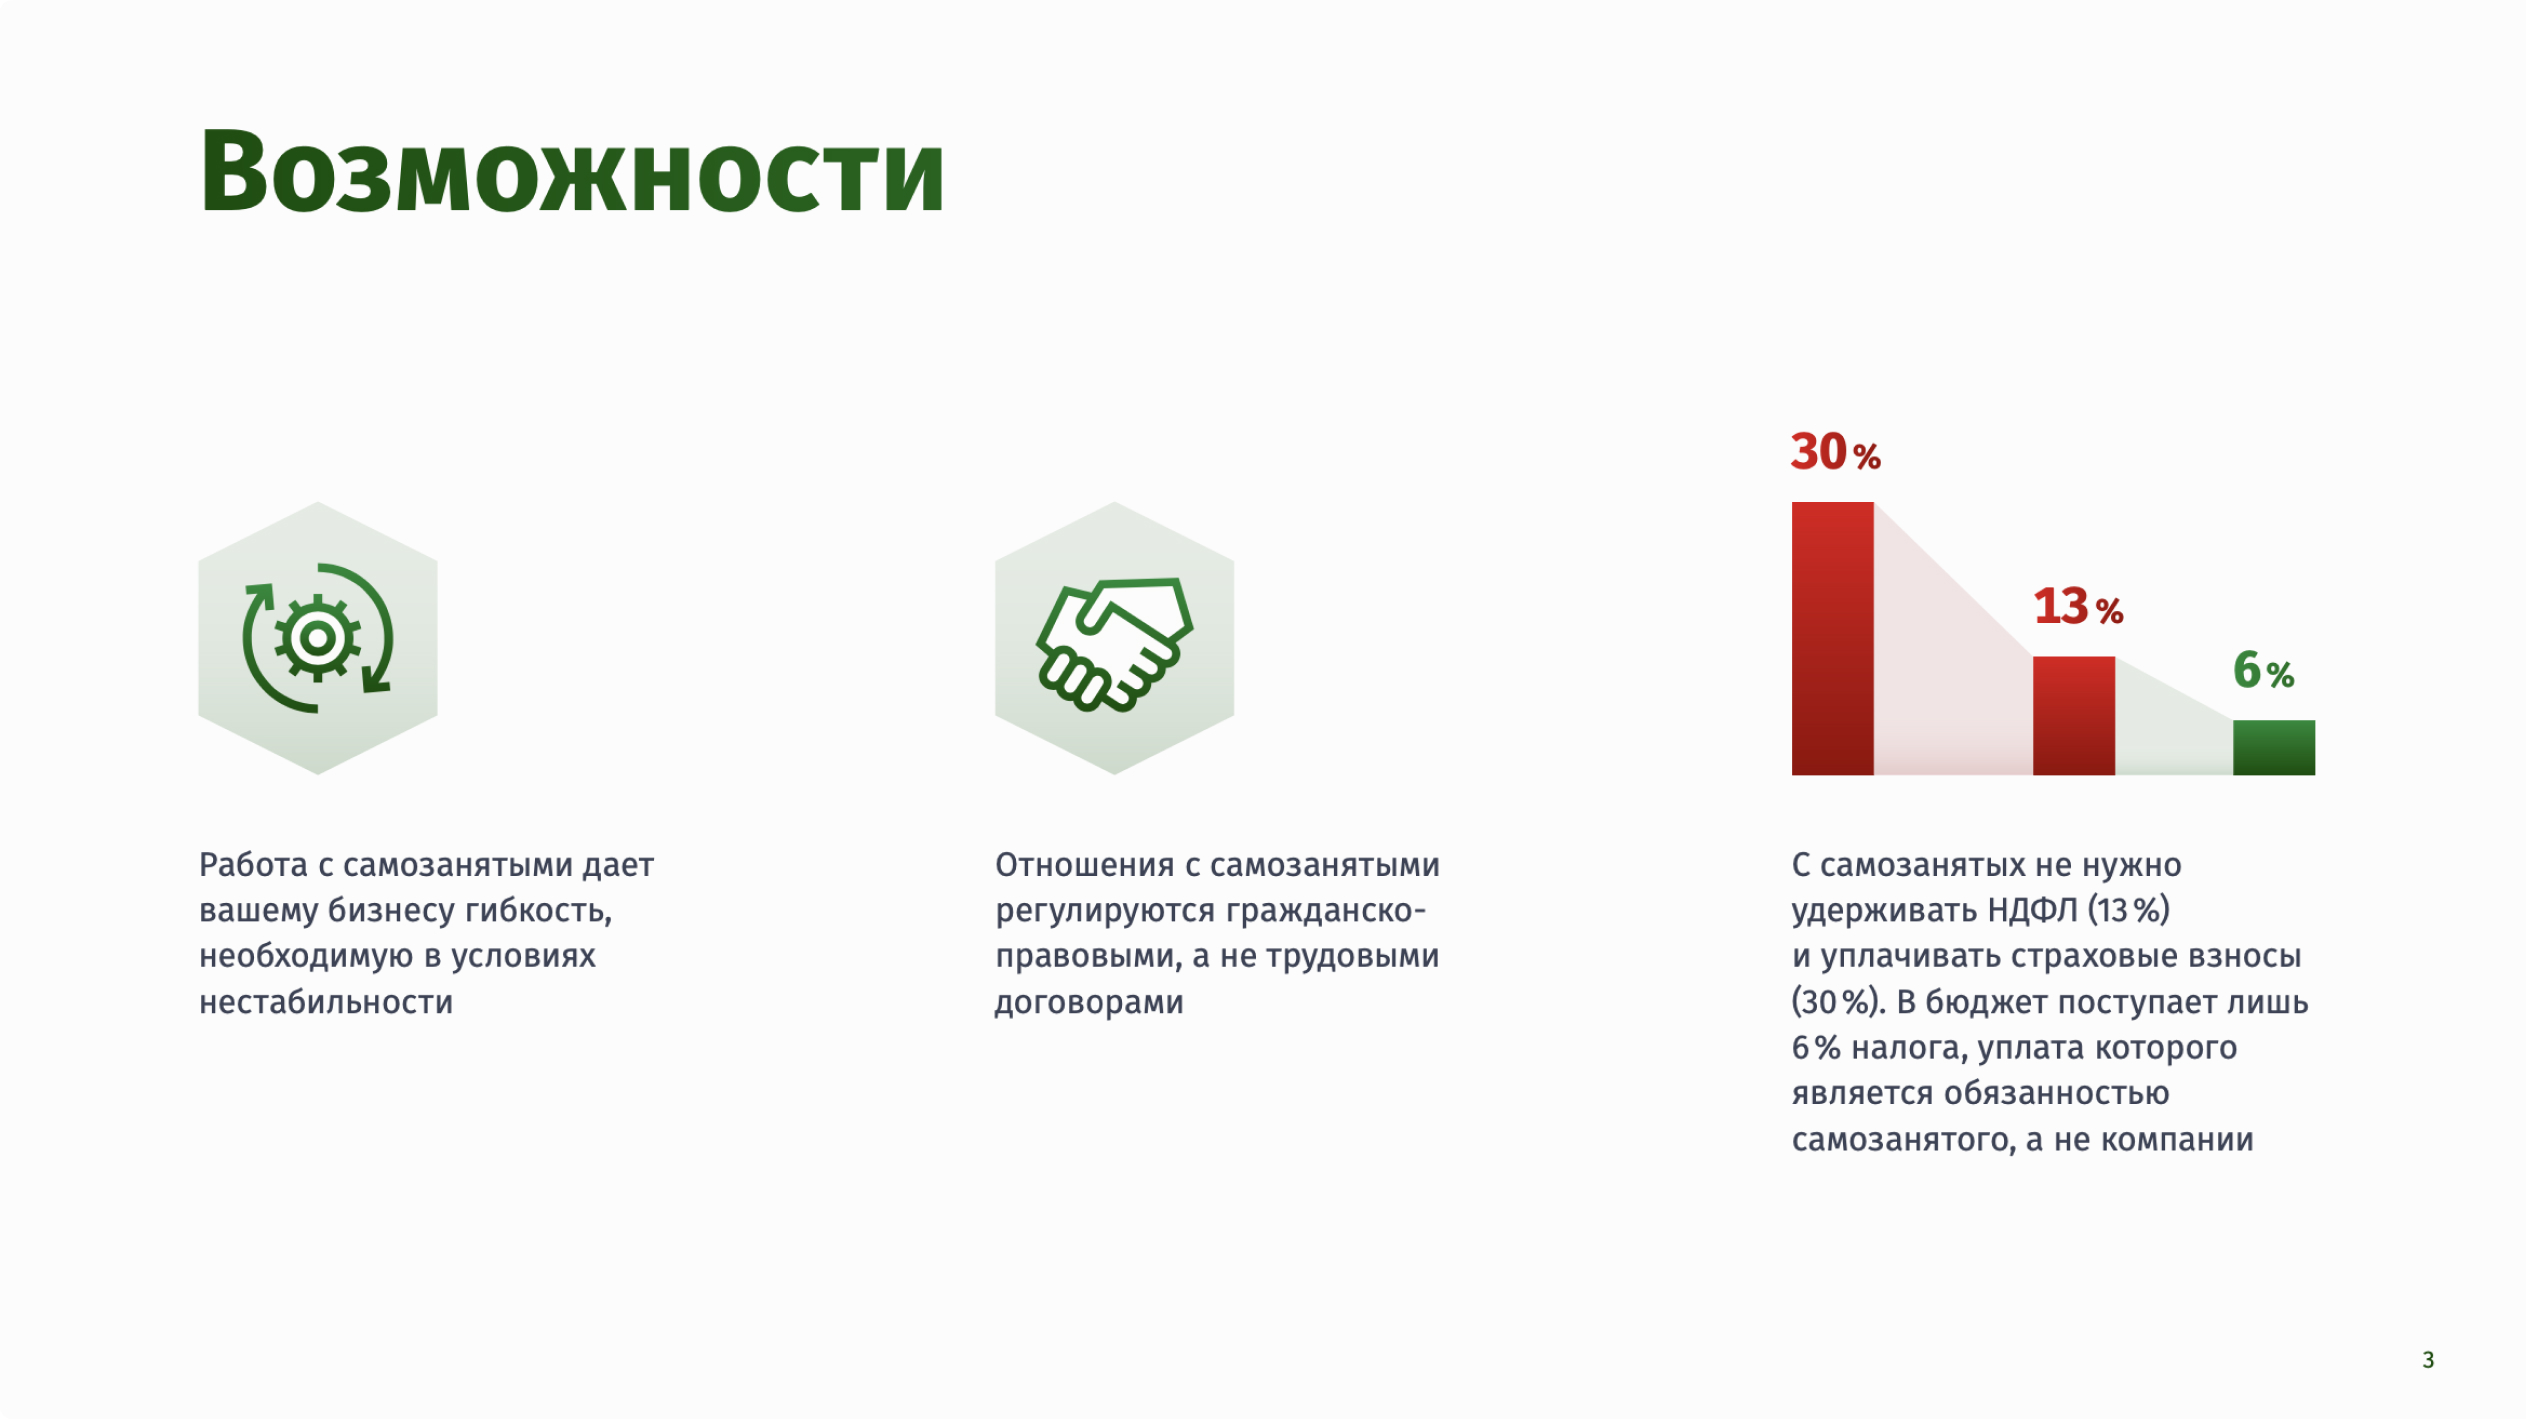 Возможности
Работа с самозанятыми дает
вашему бизнесу гибкость,
необходимую в условиях
нестабильности
Отношения с самозанятыми
регулируются гражданско-
правовыми, а не трудовыми
договорами
30 %
13 %
6 %
С самозанятых не нужно
удерживать НДФЛ (13 %)
и уплачивать страховые взносы
(30 %). В бюджет поступает лишь
6 % налога, уплата которого
является обязанностью
самозанятого, а не компании
3